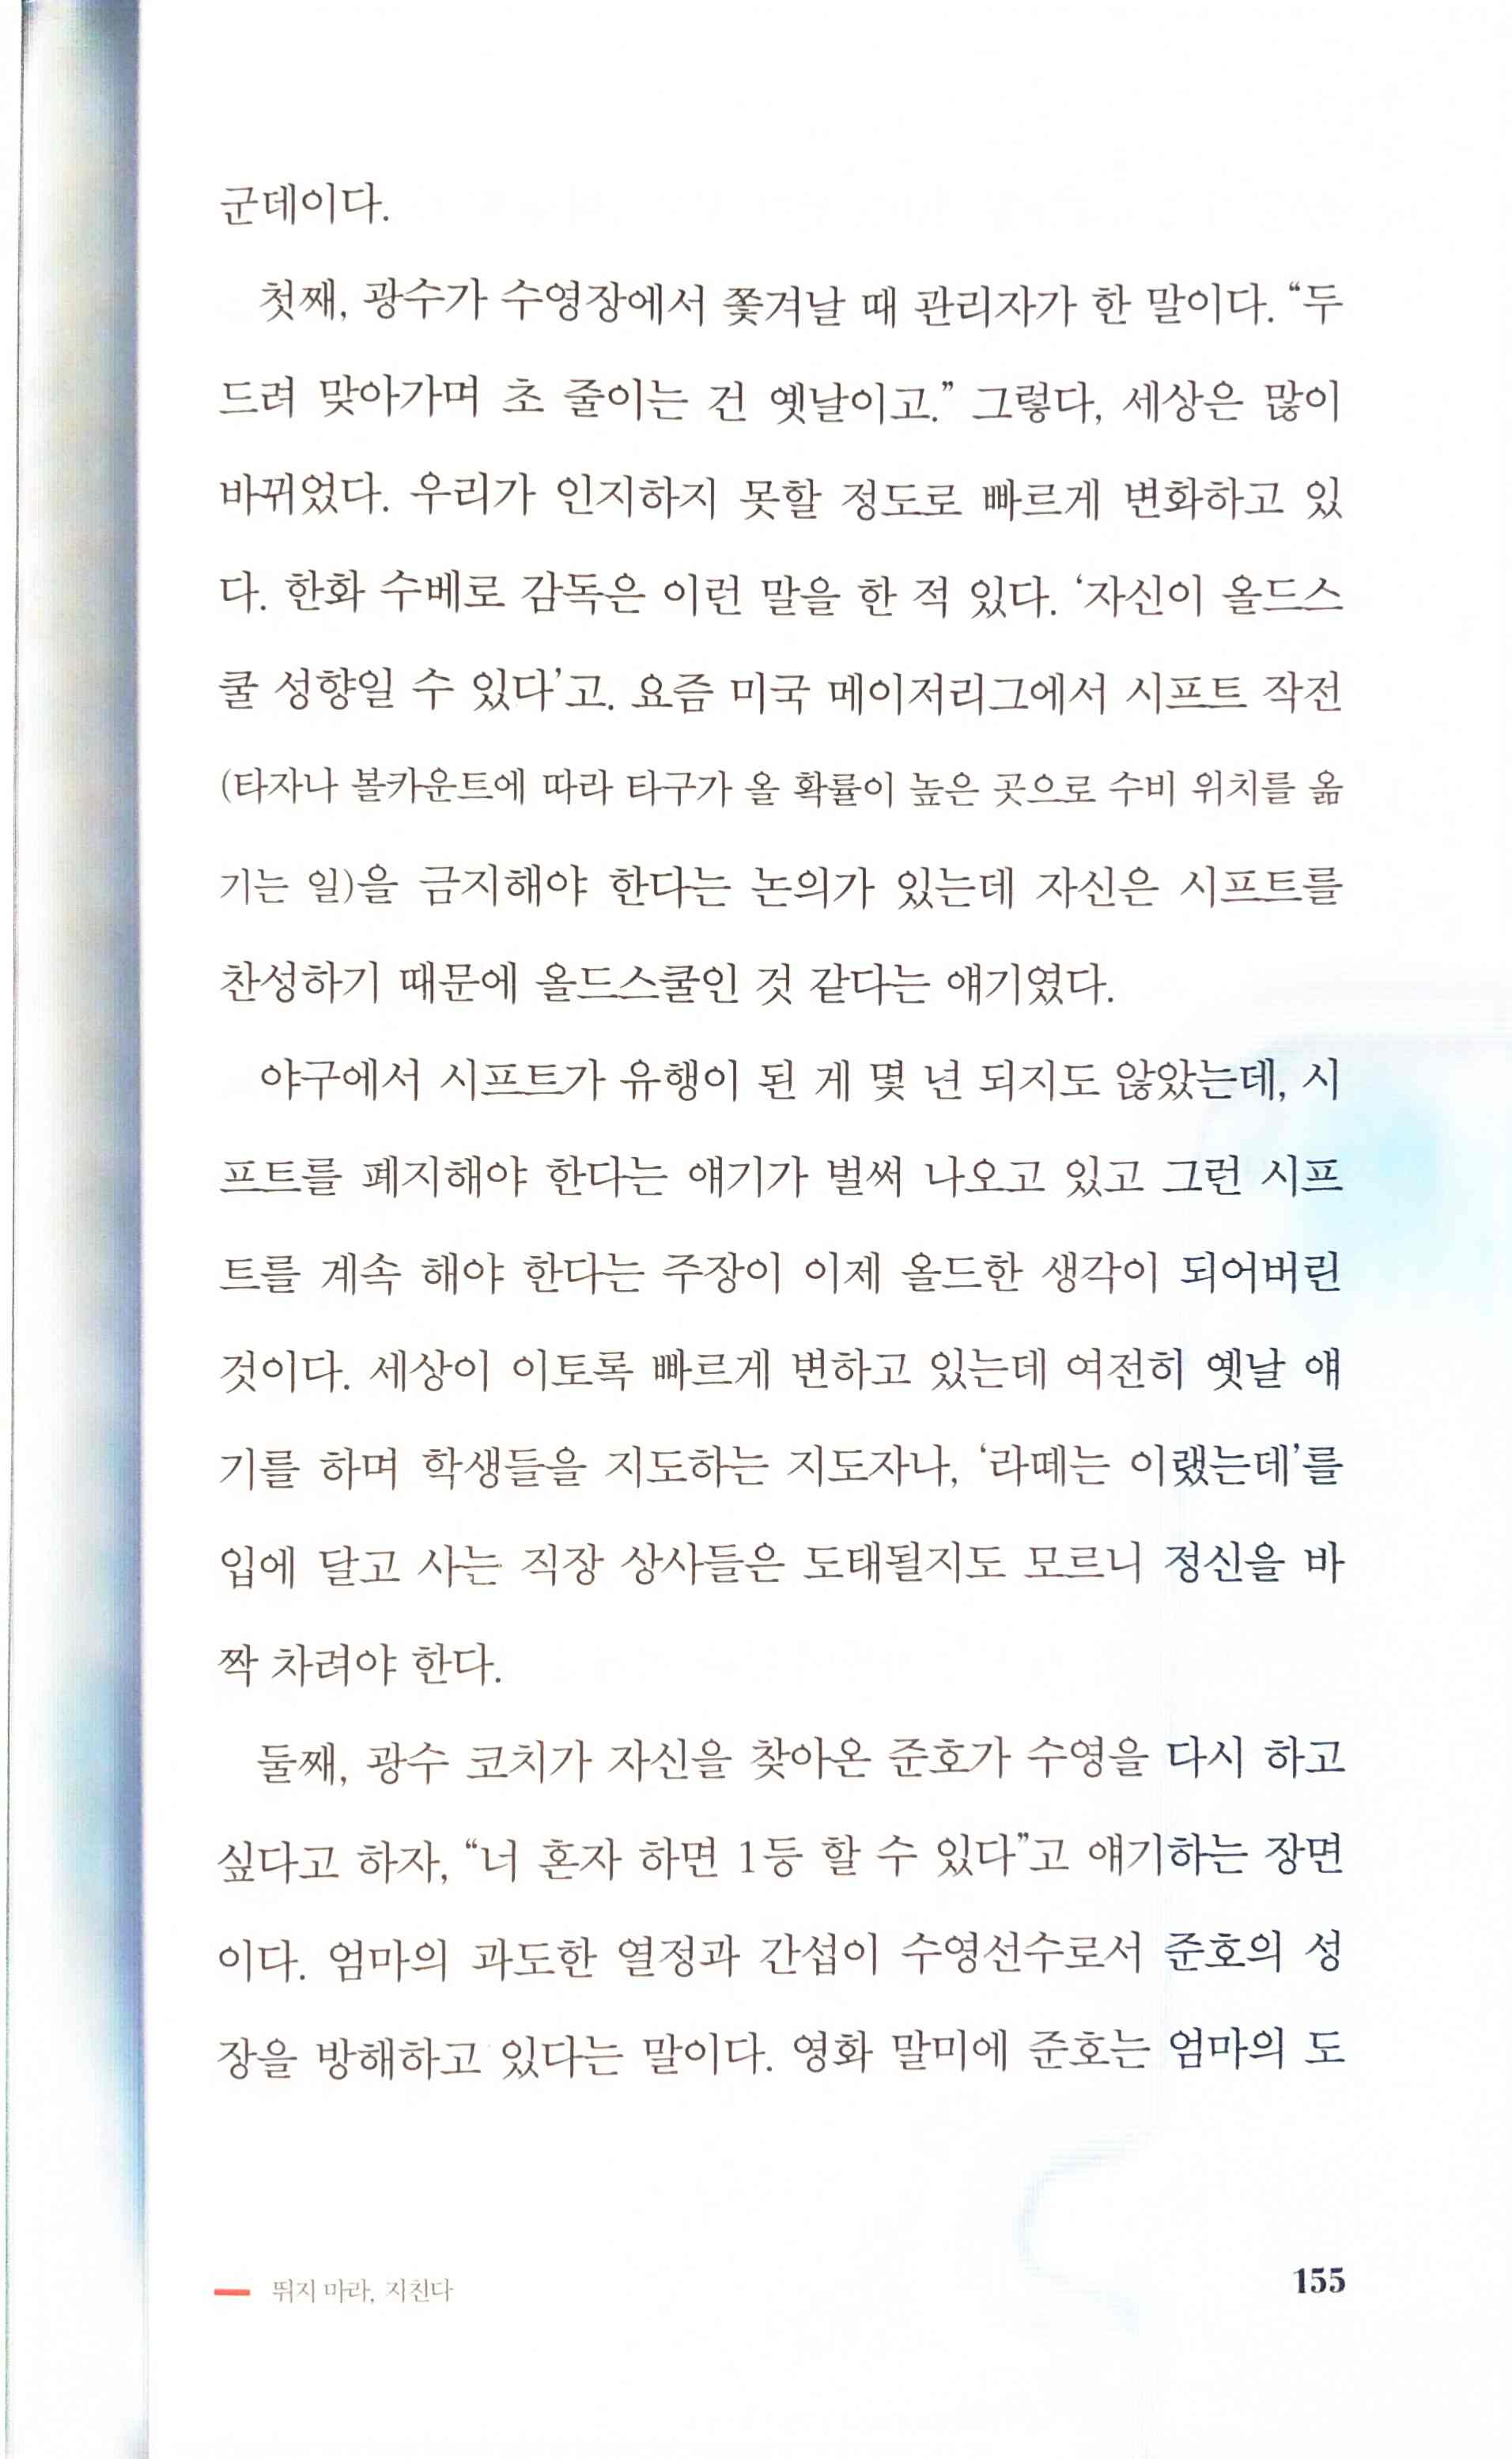 군데이다.
첫째, 광수가 수영장에서 쫓겨날 때 관리자가 한 말이다. “두
드려 맞아가며 초 줄이는 건 옛날이고.” 그렇다, 세상은 많이
바뀌었다. 우리가 인지하지 못할 정도로 빠르게 변화하고 있
다. 한화 수베로 감독은 이런 말을 한 적 있다. ‘자신이 올드스
쿨 성향일 수 있다’고. 요즘 미국 메이저리그에서 시프트 작전
(타자나 볼카운트에 따라 타구가 올 확률이 높은 곳으로 수비 위치를 옮
기는 일)을 금지해야 한다는 논의가 있는데 자신은 시프트를
찬성하기 때문에 올드스쿨인 것 같다는 얘기였다.
야구에서 시프트가 유행이 된 게 몇 년 되지도 않았는데, 시
프트를 폐지해야 한다는 얘기가 벌써 나오고 있고 그런 시프
트를 계속 해야 한다는 주장이 이제 올드한 생각이 되어버린
것이다. 세상이 이토록 빠르게 변하고 있는데 여전히 옛날 얘
기를 하며 학생들을 지도하는 지도자나, ‘라떼는 이랬는데’를
입에 달고 사는 직장 상사들은 도태될지도 모르니 정신을 바
짝 차려야 한다.
둘째, 광수 코치가 자신을 찾아온 준호가 수영을 다시 하고
싶다고 하자, “너 혼자 하면 1등 할 수 있다”고 얘기하는 장면
이다. 엄마의 과도한 열정과 간섭이 수영선수로서 준호의 성
장을 방해하고 있다는 말이다. 영화 말미에 준호는 엄마의 도
뛰지 마라, 지친다
155